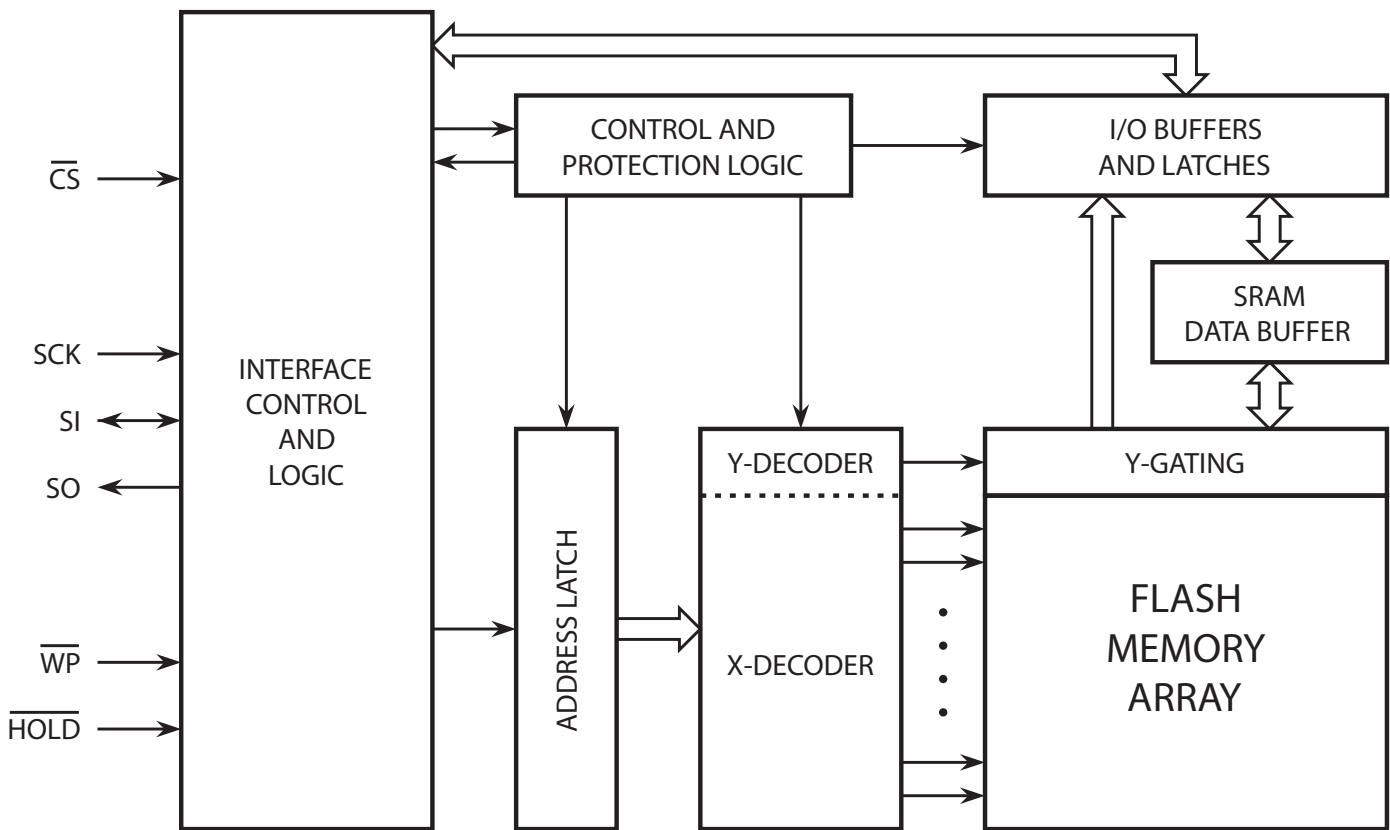 CS
SCK
SI
SO
WP
HOLD
INTERFACE
CONTROL
AND
LOGIC
CONTROL AND
PROTECTION LOGIC
I/O BUFFERS
AND LATCHES
SRAM
DATA BUFFER
ADDRESS LATCH
Y-DECODER
X-DECODER
Y-GATING
FLASH
MEMORY
ARRAY